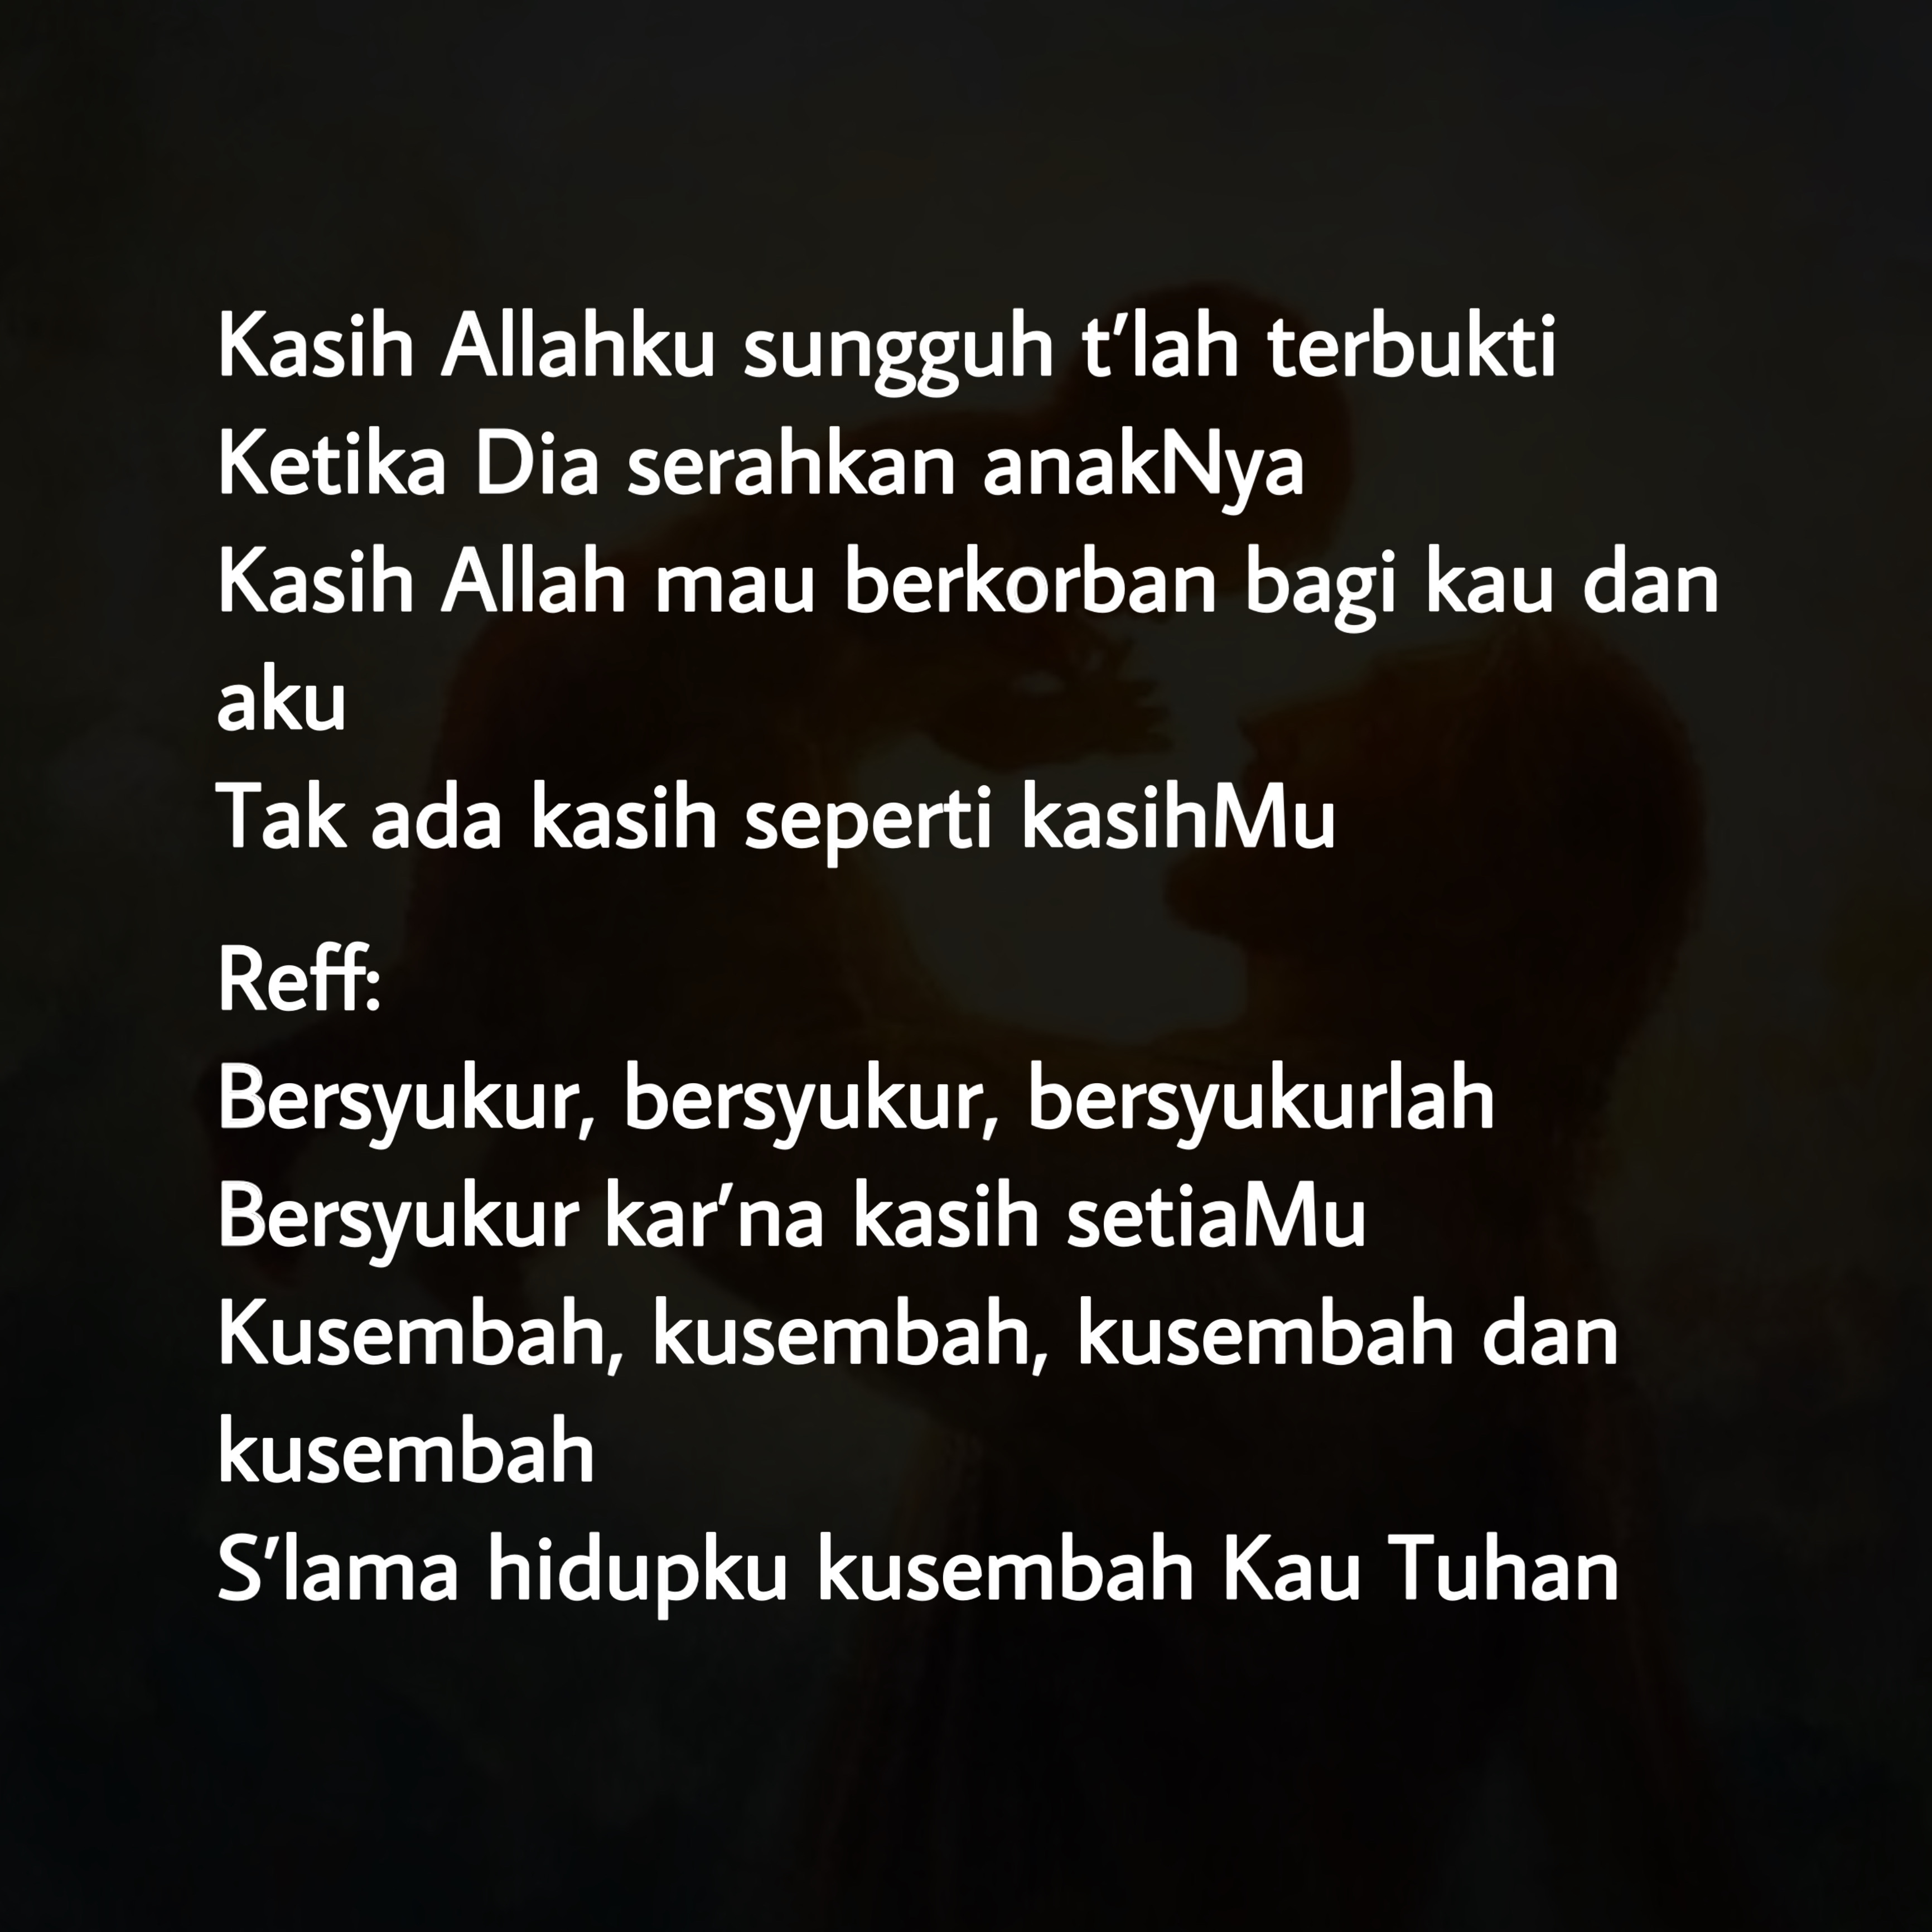 Kasih Allahku sungguh t'lah terbukti
Ketika Dia serahkan anakNya
Kasih Allah mau berkorban bagi kau dan
aku
Tak ada kasih seperti kasihMu
Reff:
Bersyukur, bersyukur, bersyukurlah
Bersyukur kar'na kasih setiaMu
Kusembah, kusembah, kusembah dan
kusembah
S'lama hidupku kusembah Kau Tuhan